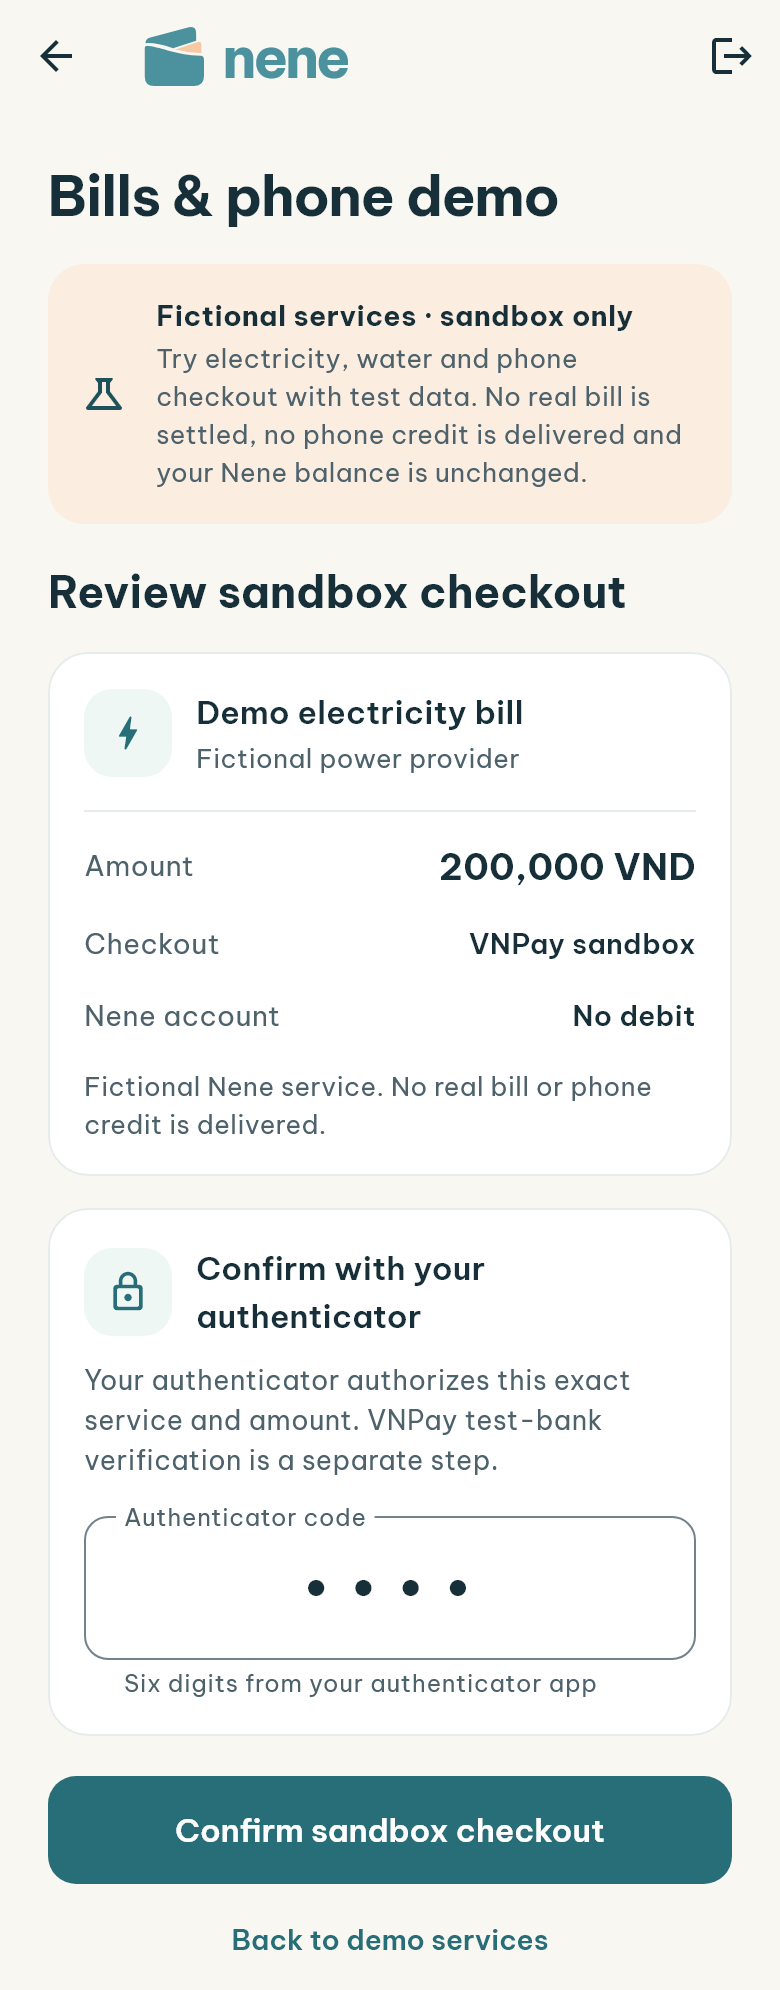 nene
Bills & phone demo
Fictional services · sandbox only
Try electricity, water and phone
checkout with test data. No real bill is
settled, no phone credit is delivered and
your Nene balance is unchanged.
Review sandbox checkout
Demo electricity bill
Fictional power provider
Amount 200,000 VND
Checkout VNPay sandbox
Nene account No debit
Fictional Nene service. No real bill or phone
credit is delivered.
Confirm with your
authenticator
Your authenticator authorizes this exact
service and amount. VNPay test-bank
verification is a separate step.
Authenticator code
••••
Six digits from your authenticator app
Confirm sandbox checkout
Back to demo services